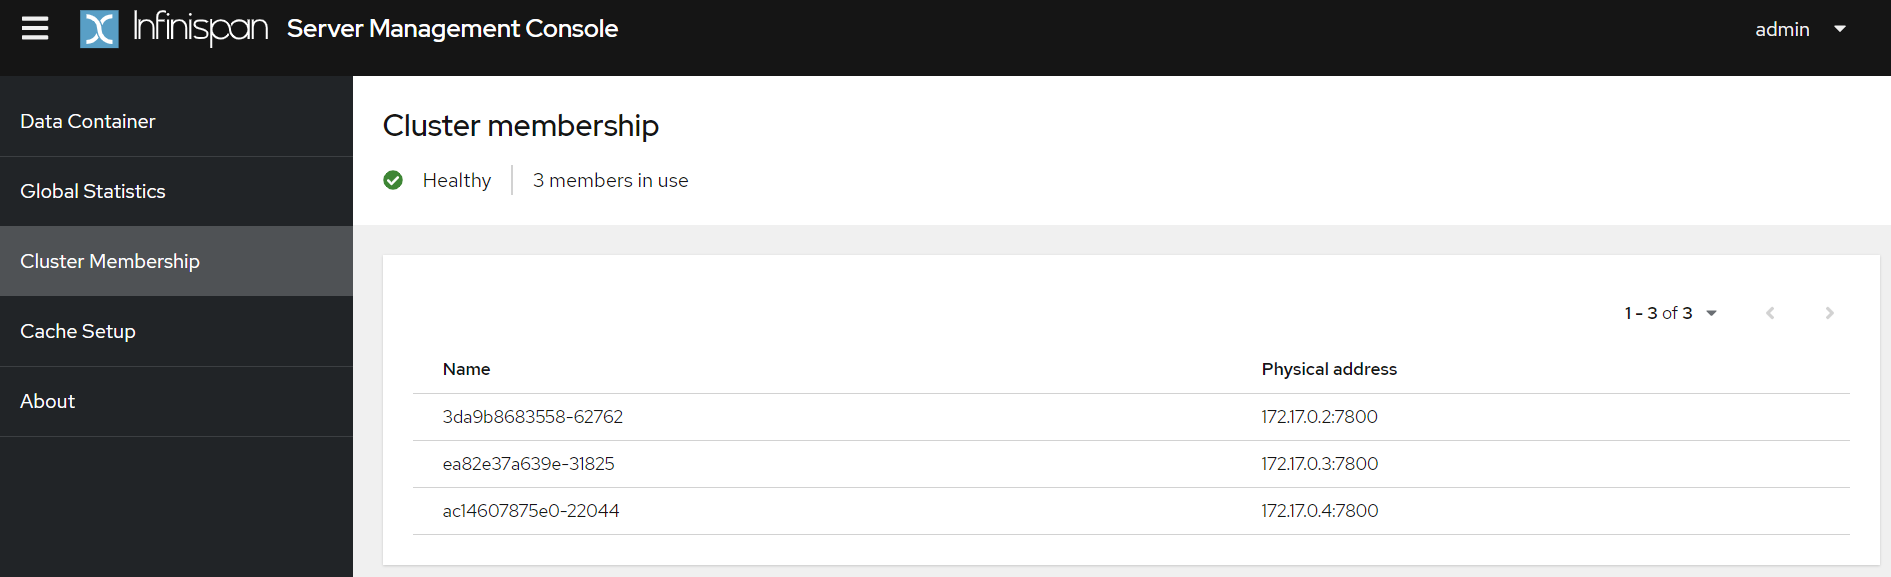 Infinispan Server Management Console
admin
Data Container
Global Statistics
Cluster Membership
Cache Setup
About
Cluster membership
Healthy 3 members in use
1 - 3 of 3
Name Physical address
3da9b8683558-62762 172.17.0.2:7800
ea82e37a639e-31825 172.17.0.3:7800
ac14607875e0-22044 172.17.0.4:7800